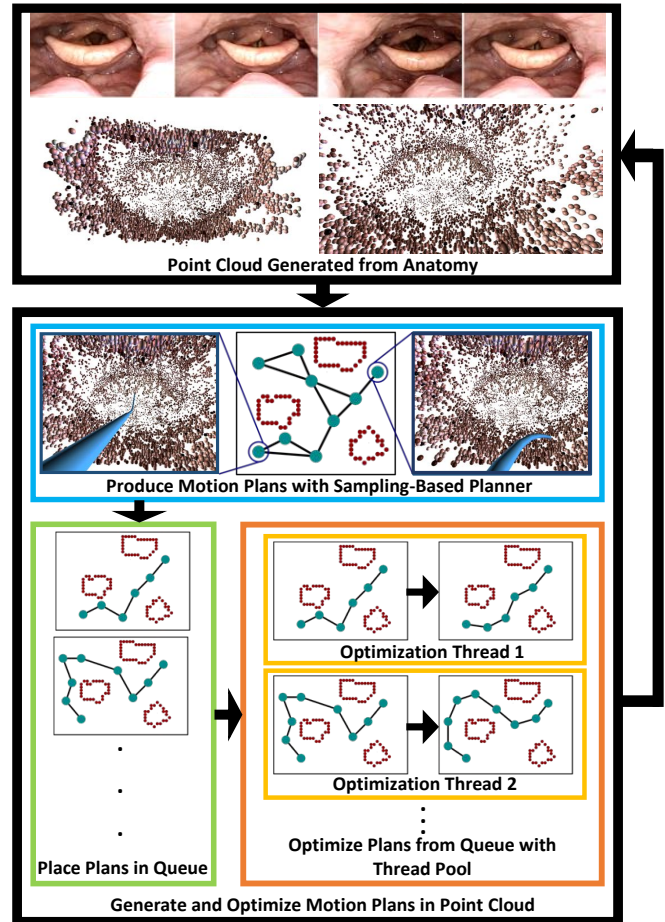 Point Cloud Generated from Anatomy
Produce Motion Plans with Sampling-Based Planner
Optimization Thread 1
Optimization Thread 2
Place Plans in Queue
Optimize Plans from Queue with
Thread Pool
Generate and Optimize Motion Plans in Point Cloud